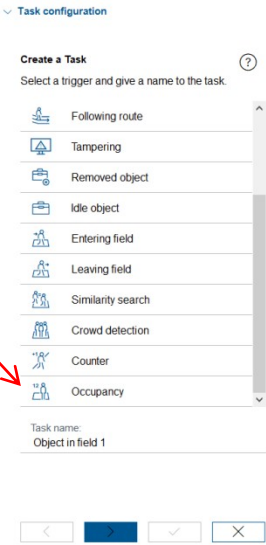 Task configuration
Create a Task
?
Select a trigger and give a name to the task.
Following route
Tampering
Removed object
Idle object
Entering field
Leaving field
Similarity search
Crowd detection
Counter
Occupancy
Task name:
Object in field 1